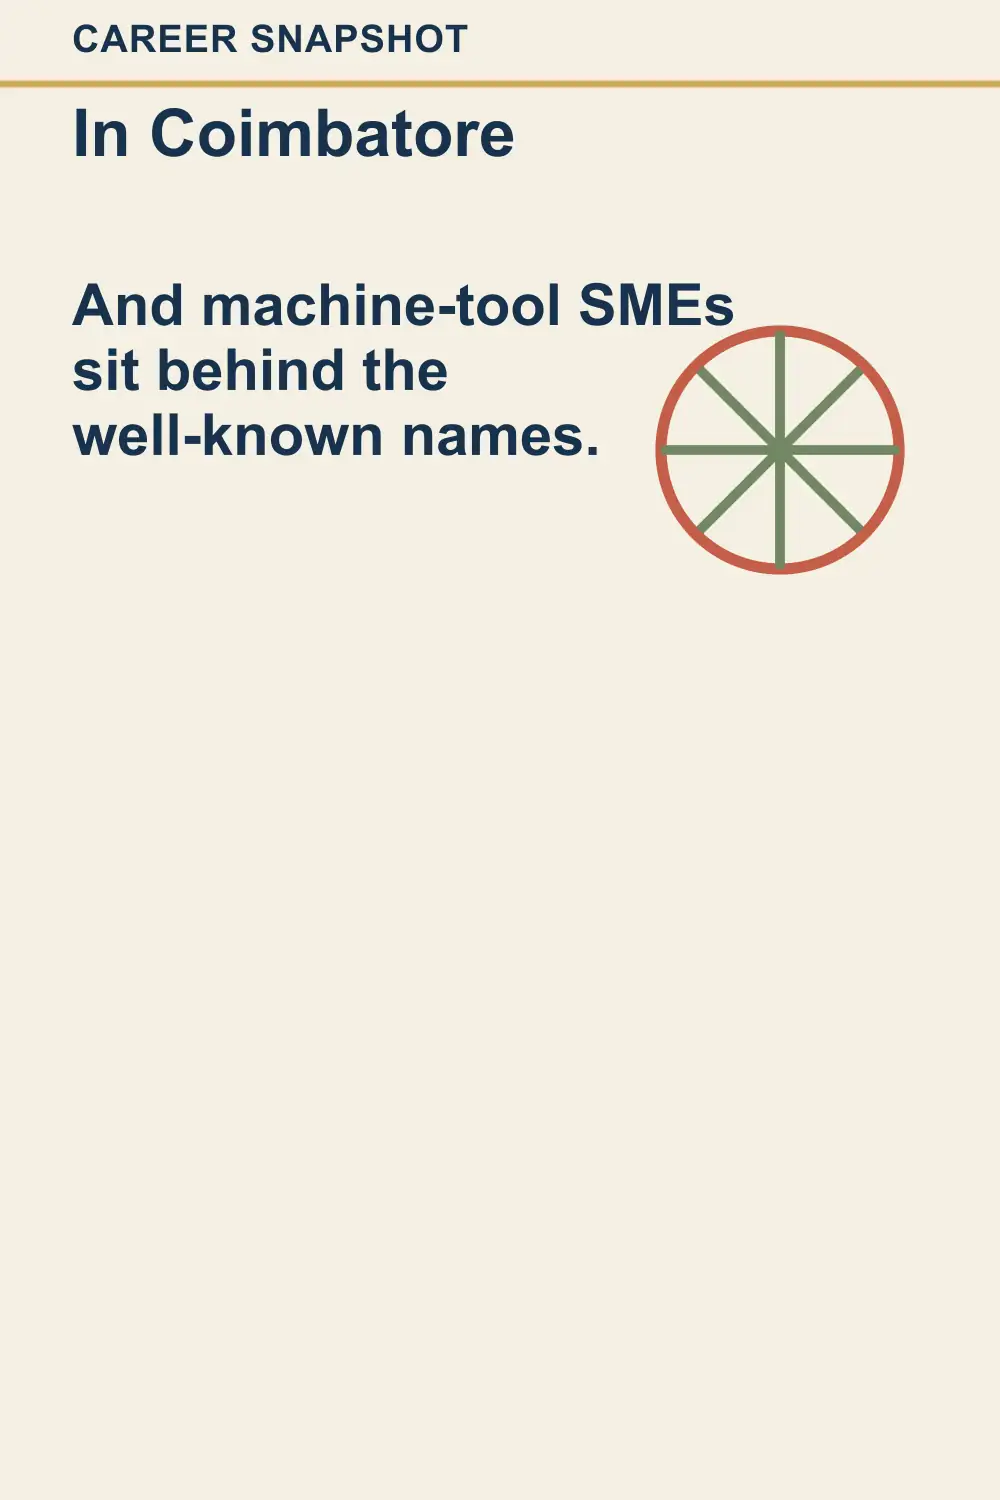 CAREER SNAPSHOT
In Coimbatore
And machine-tool SMEs
sit behind the
well-known names.